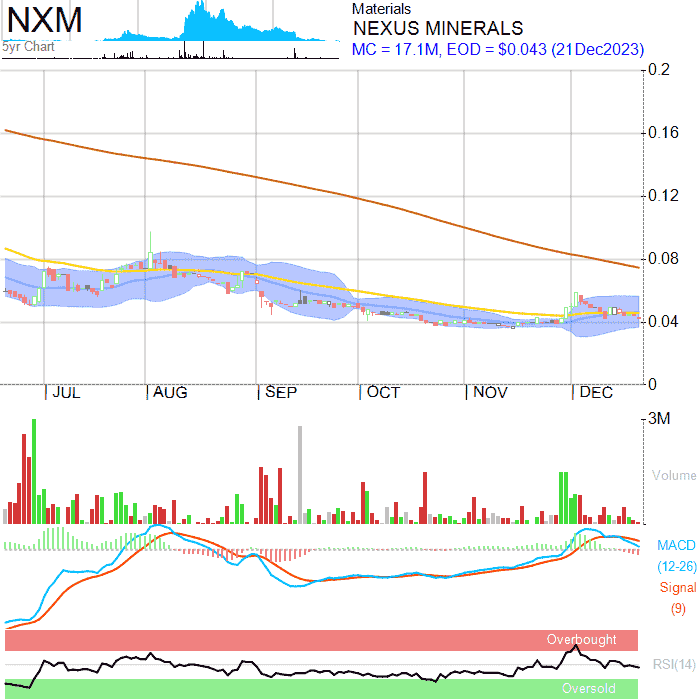 NXM
5yr Chart
Materials
NEXUS MINERALS
MC = 17.1M, EOD = $0.043 (21Dec2023)
0.2
0.16
0.12
0.08
0.04
0
JUL AUG SEP OCT NOV DEC
3M
Volume
MACD
(12-26)
Signal
(9)
Overbought
RSI(14)
Oversold